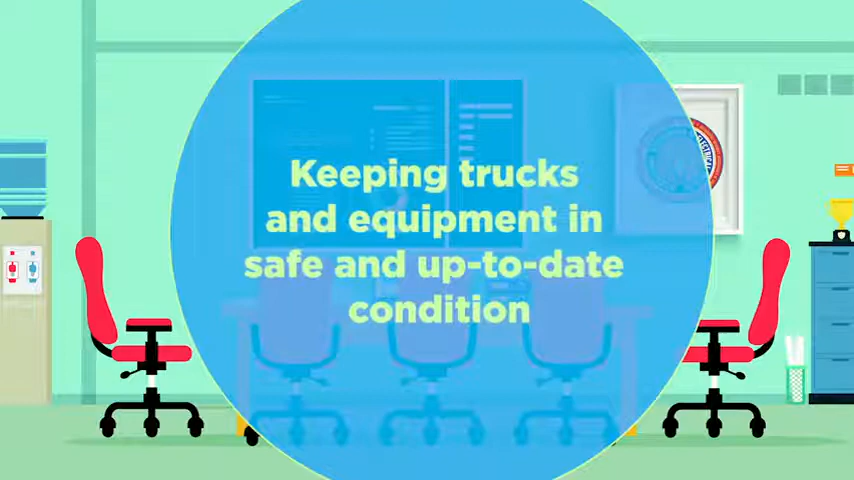 Keeping trucks
and equipment in
safe and up-to-date
condition